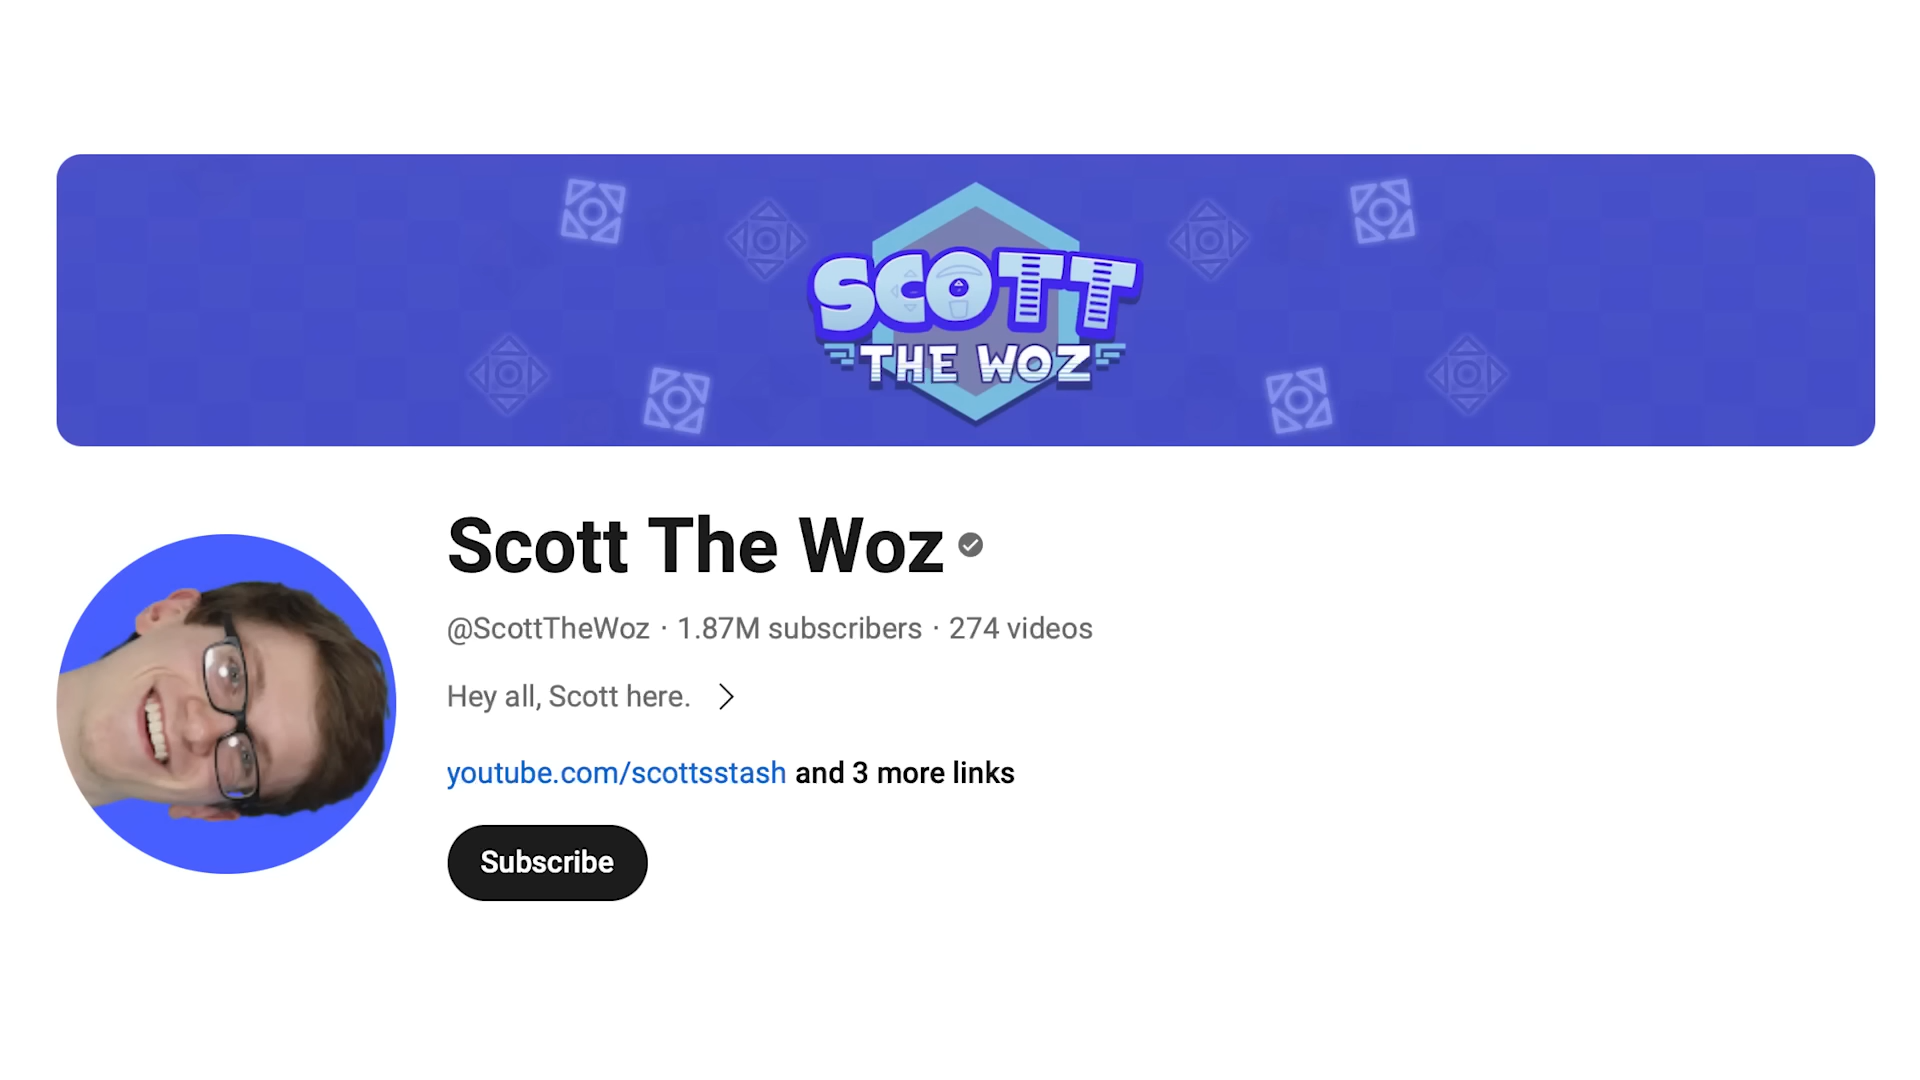 SCOTT
THE WOZ
Scott The Woz
@ScottTheWoz · 1.87M subscribers · 274 videos
Hey all, Scott here.
youtube.com/scottsstash and 3 more links
Subscribe